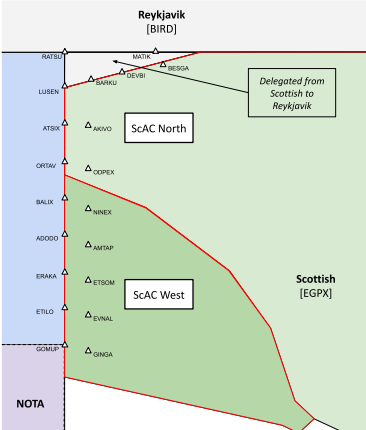 Reykjavik
[BIRD]
RATSU
MATIK
BESGA
DEVBI
BARKU
LUSEN
Delegated from
Scottish to
Reykjavik
ATSIX
AKIVO
ScAC North
ORTAV
ODPEX
BALIX
NINEX
ADODO
AMTAP
ERAKA
ETSOM
Scottish
[EGPX]
ScAC West
ETILO
EVNAL
GOMUP
GINGA
NOTA